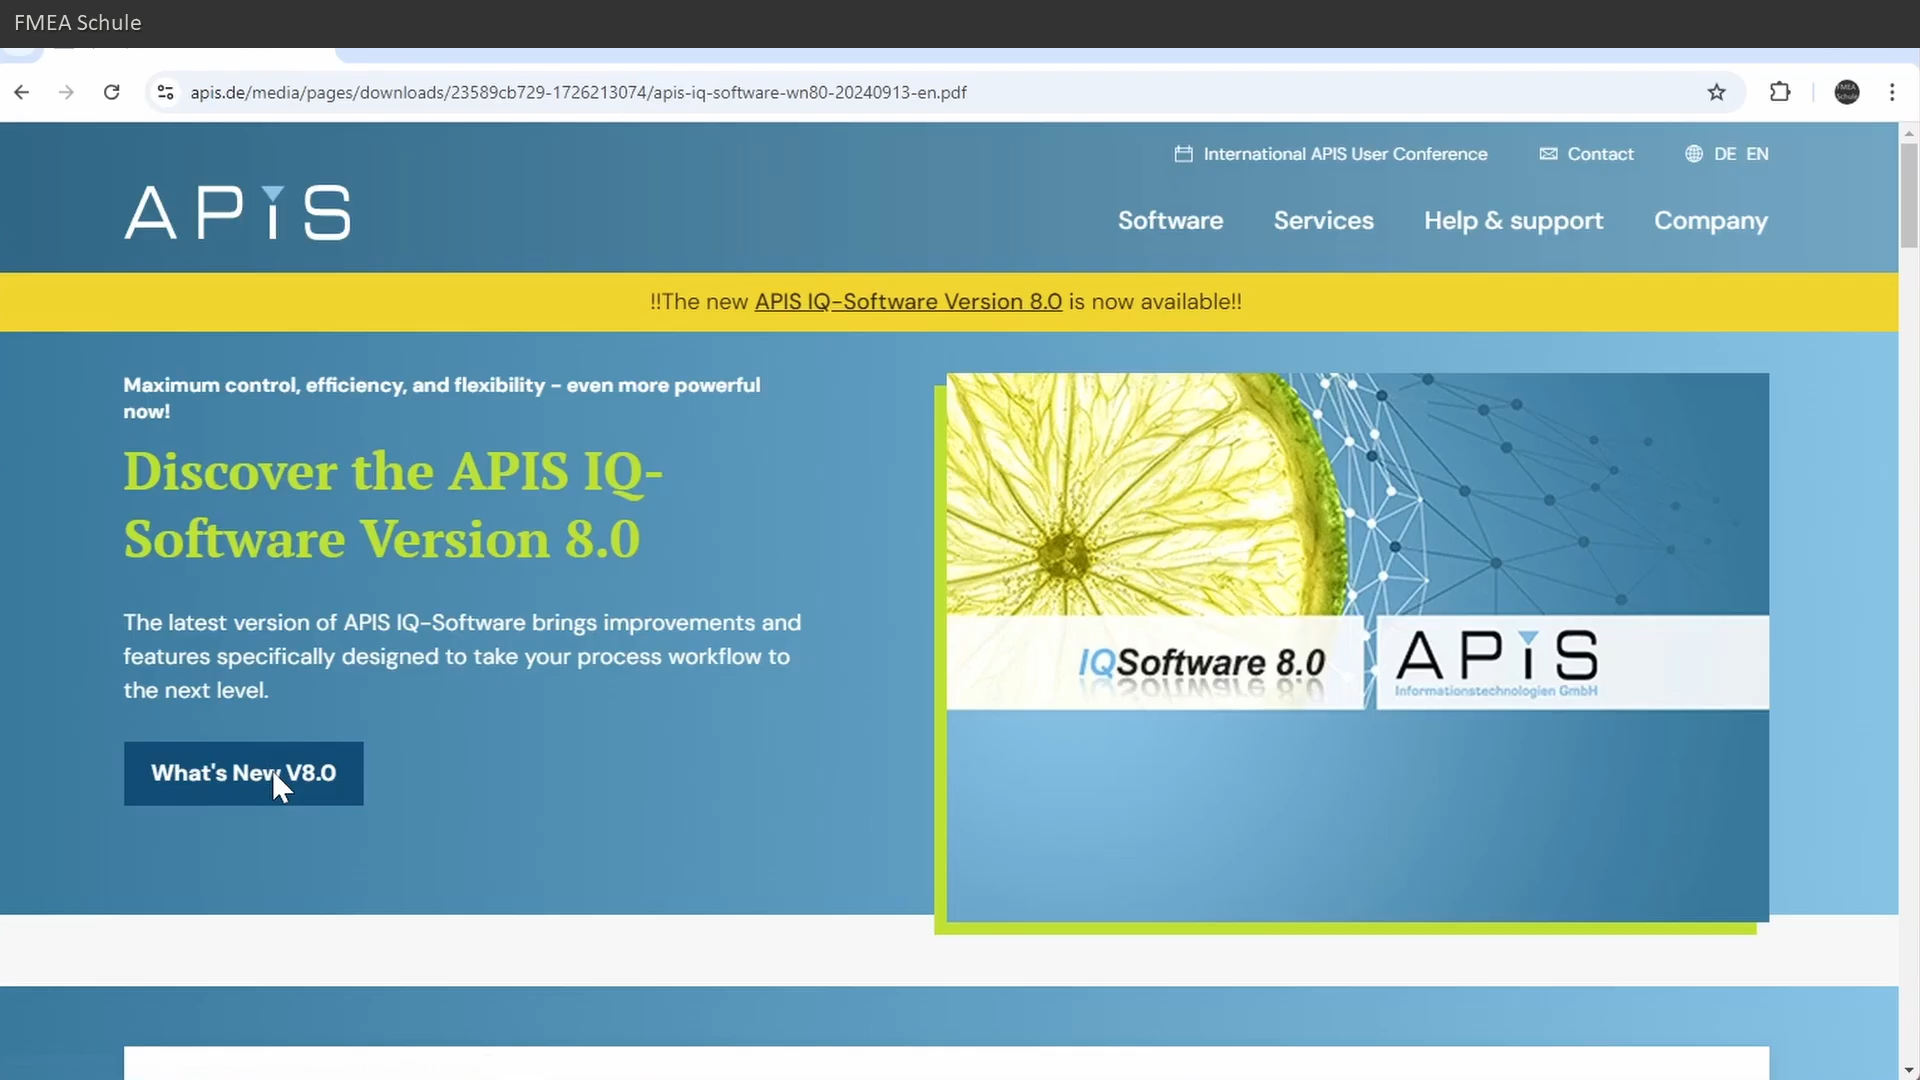 FMEA Schule
apis.de/media/pages/downloads/23589cb729-1726213074/apis-iq-software-wn80-20240913-en.pdf
International APIS User Conference
Contact
DE EN
APiS
Software
Services
Help & support
Company
!!The new APIS IQ-Software Version 8.0 is now available!!
Maximum control, efficiency, and flexibility - even more powerful
now!
Discover the APIS IQ-
Software Version 8.0
The latest version of APIS IQ-Software brings improvements and
features specifically designed to take your process workflow to
the next level.
What's New V8.0
IQSoftware 8.0
APiS
Informationstechnologien GmbH